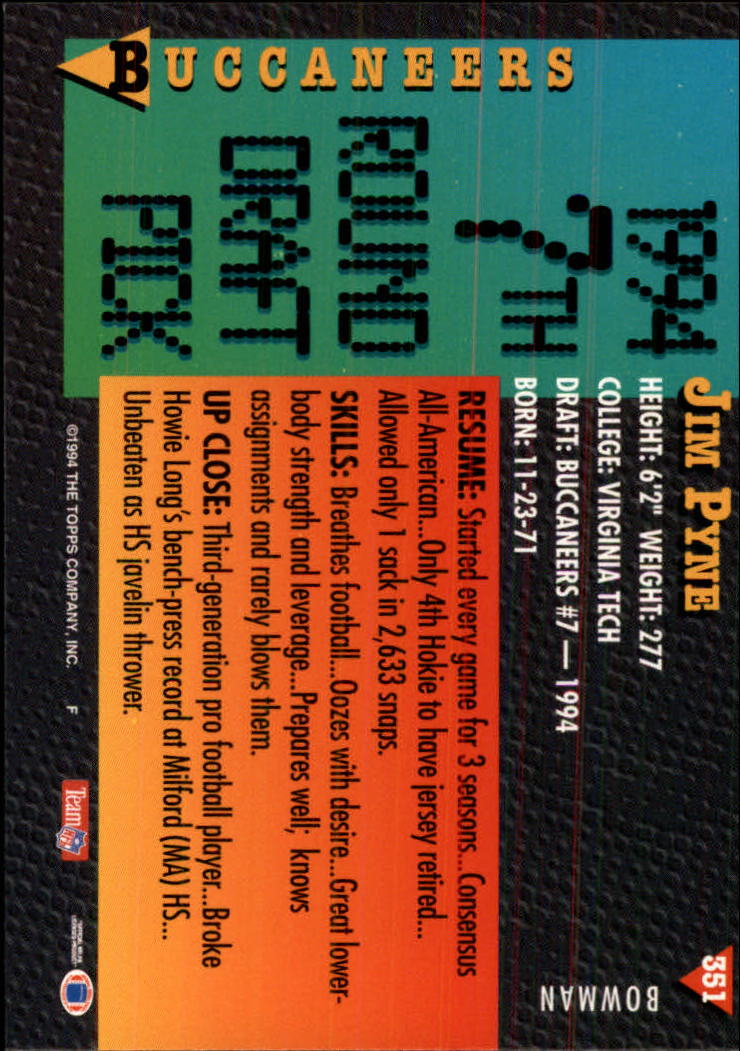 JIM PYNE
351
HEIGHT: 6'2" WEIGHT: 277
COLLEGE: VIRGINIA TECH
DRAFT: BUCCANEERS #7 — 1994
BORN: 11-23-71
BOWMAN
1994
7TH
ROUND
DRAFT
PICK
BUCCANEERS
RESUME: Started every game for 3 seasons...Consensus
All-American...Only 4th Hokie to have jersey retired...
Allowed only 1 sack in 2,633 snaps.
SKILLS: Breathes football...Oozes with desire...Great lower-
body strength and leverage...Prepares well; knows
assignments and rarely blows them.
UP CLOSE: Third-generation pro football player...Broke
Howie Long's bench-press record at Milford (MA) HS...
Unbeaten as HS javelin thrower.
©1994 THE TOPPS COMPANY, INC. F
Team NFL